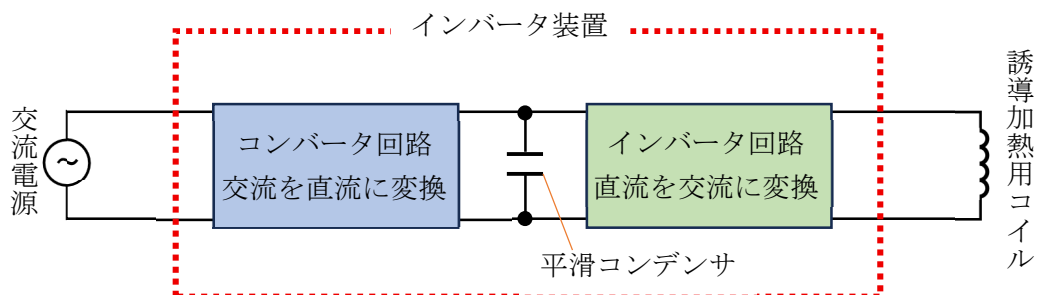 インバータ装置
交流電源
～
コンバータ回路
交流を直流に変換
インバータ回路
直流を交流に変換
誘導加熱用コイル
平滑コンデンサ